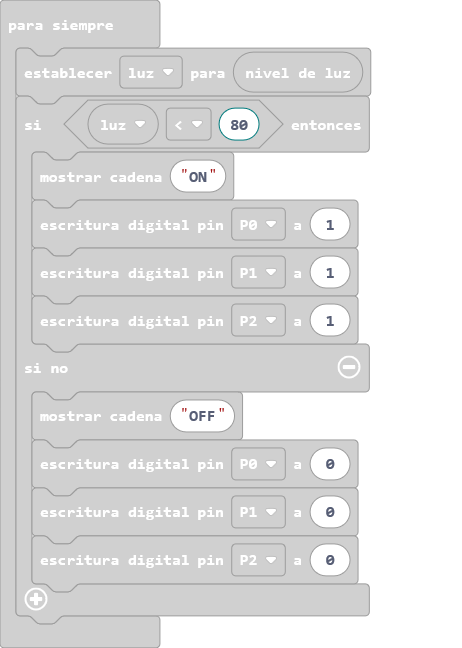 para siempre
establecer luz para nivel de luz
si luz < 80 entonces
mostrar cadena "ON"
escritura digital pin P0 a 1
escritura digital pin P1 a 1
escritura digital pin P2 a 1
si no
mostrar cadena "OFF"
escritura digital pin P0 a 0
escritura digital pin P1 a 0
escritura digital pin P2 a 0